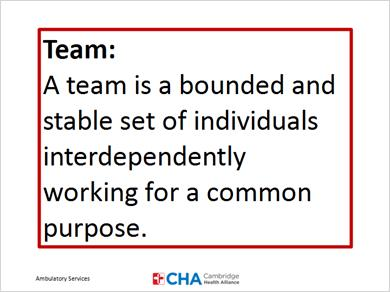 Team:
A team is a bounded and
stable set of individuals
interdependently
working for a common
purpose.
Ambulatory Services
CHA Cambridge
Health Alliance